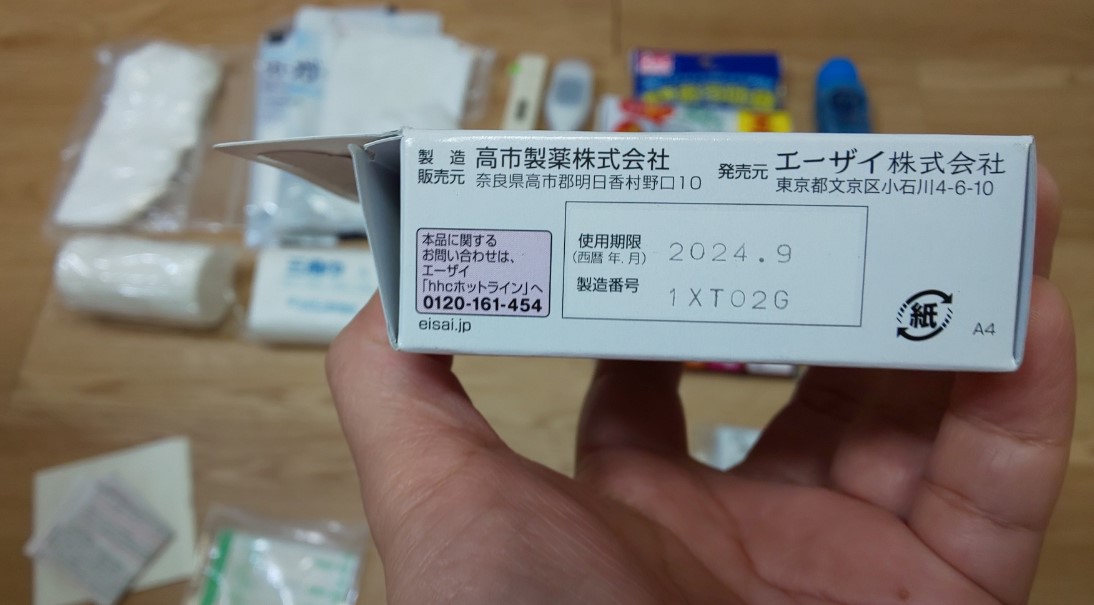 製造 高市製薬株式会社
販売元 奈良県高市郡明日香村野口10
発売元 エーザイ株式会社
東京都文京区小石川4-6-10
本品に関する
お問い合わせは、
エーザイ
「hhcホットライン」へ
0120-161-454
eisai.jp
使用期限
(西暦 年.月)
2024.9
製造番号
1XT02G
紙
A4